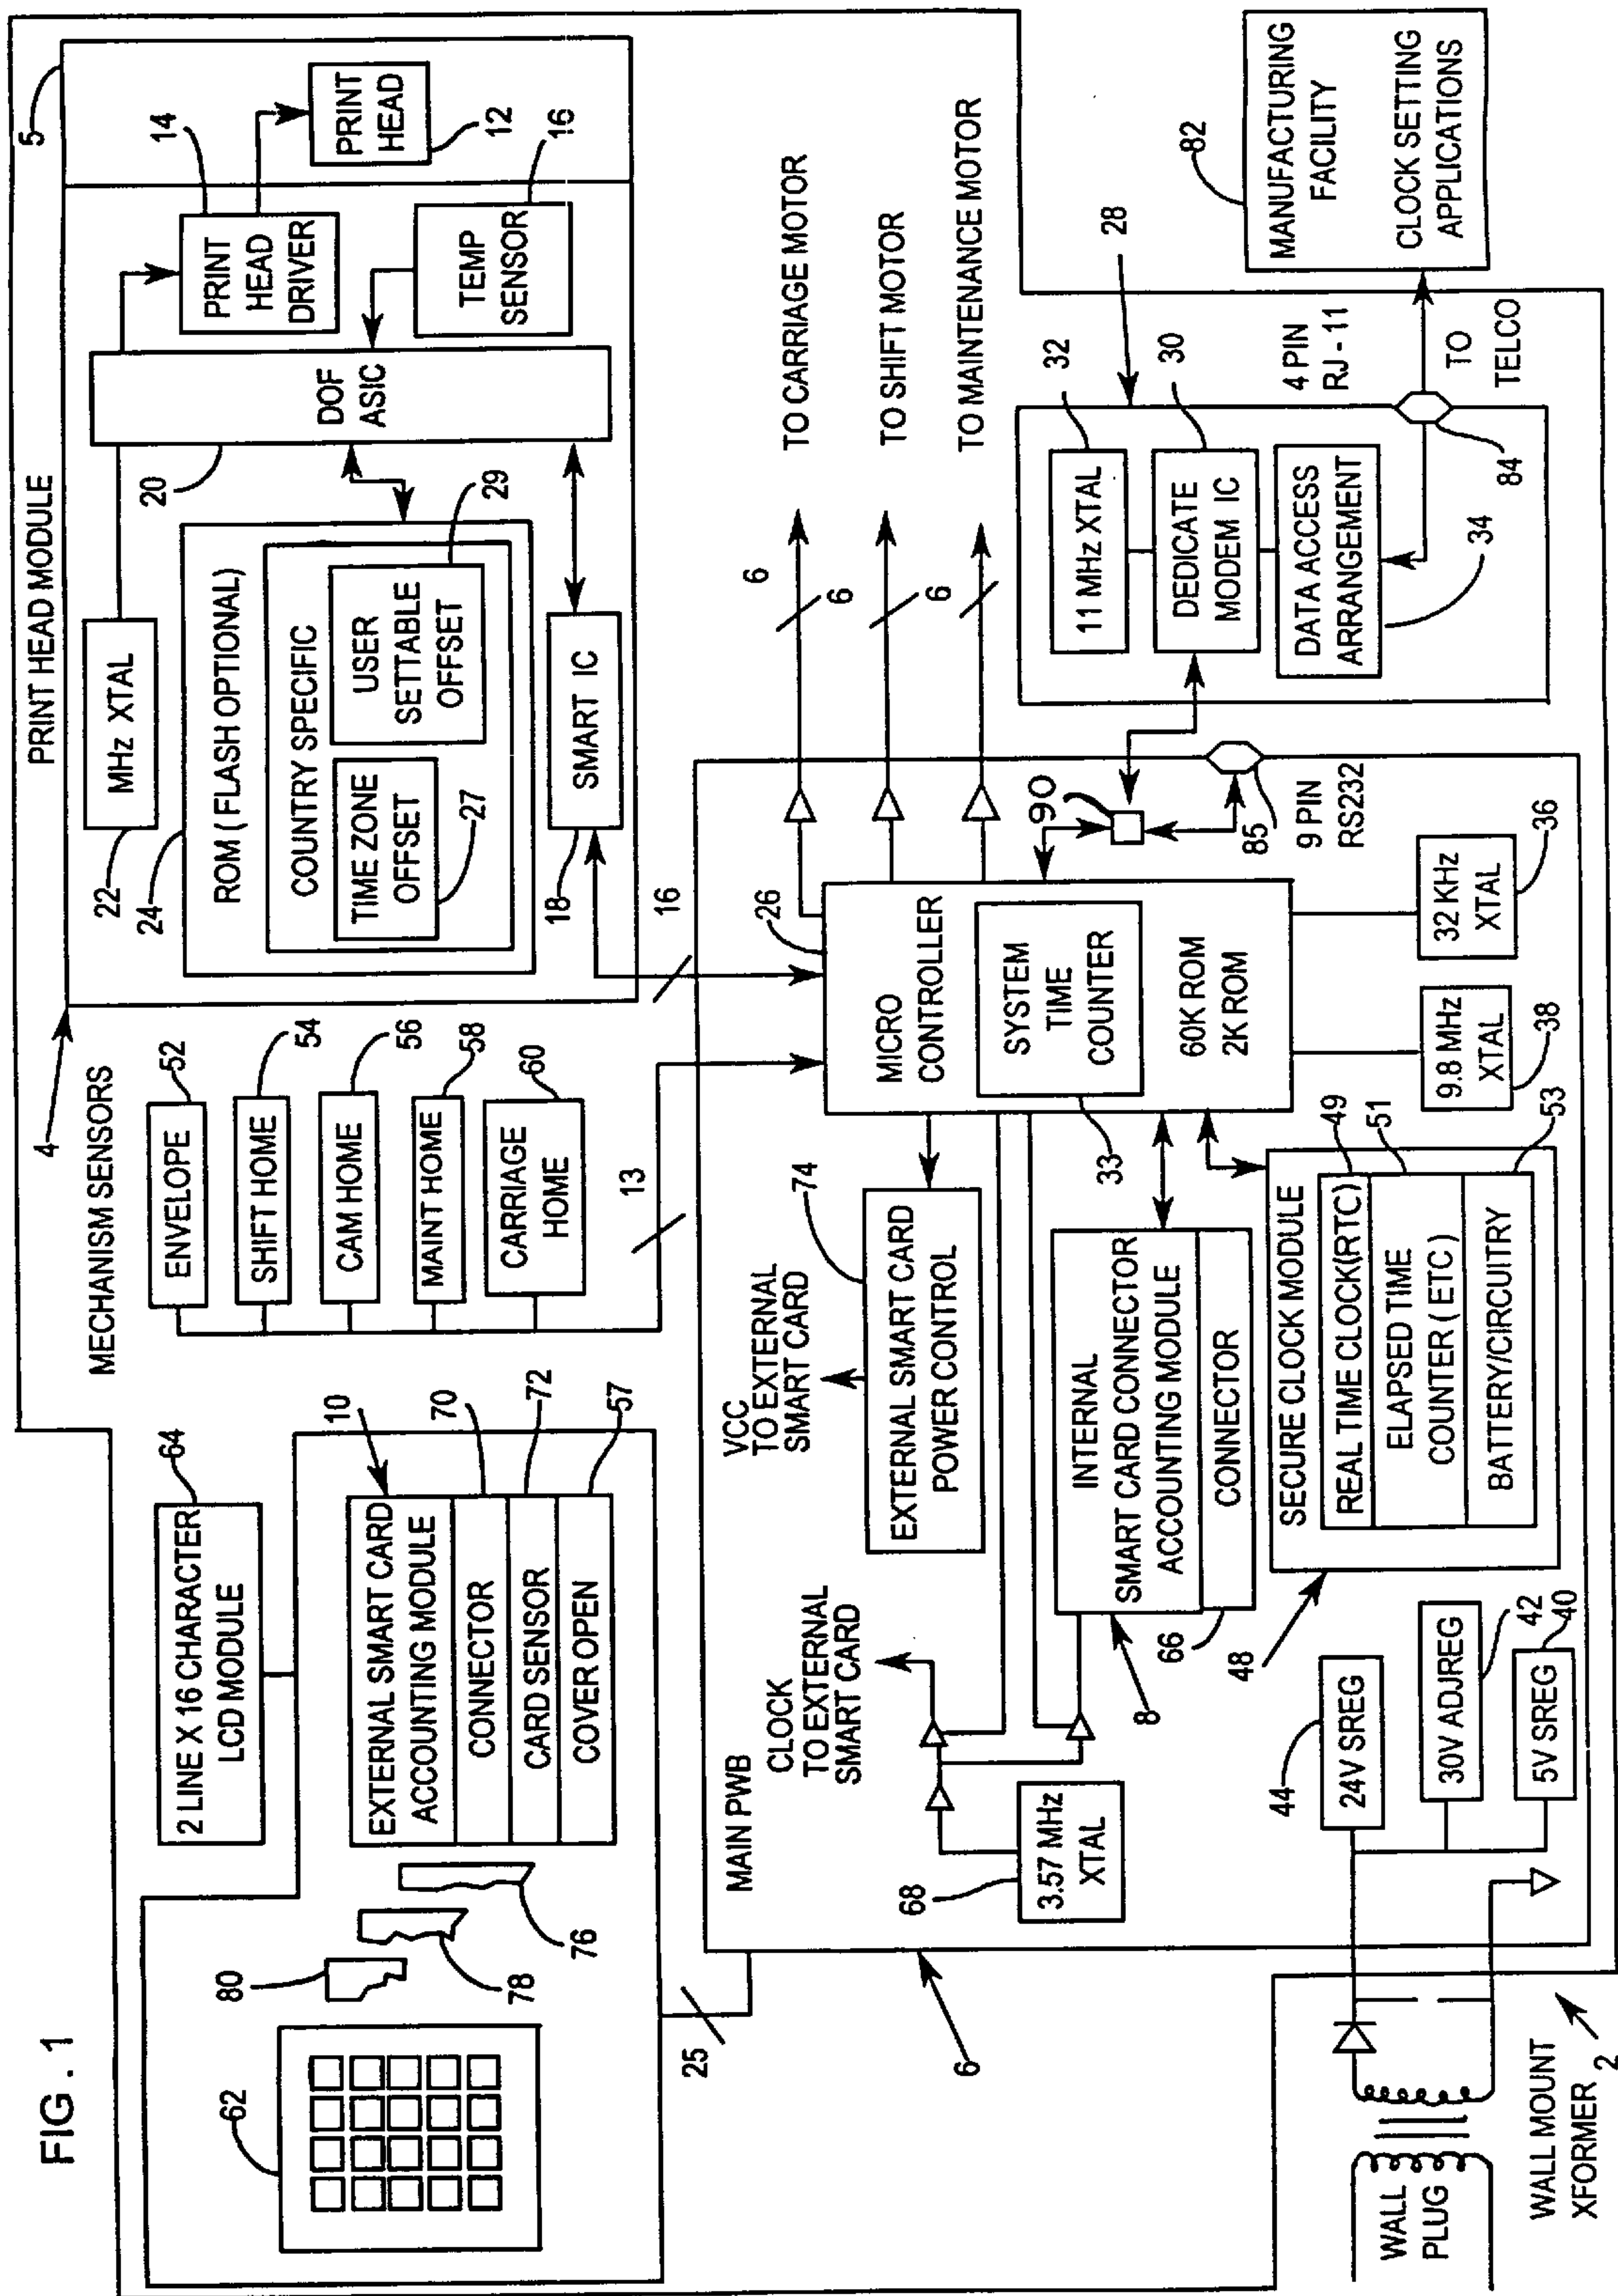 FIG. 1
PRINT HEAD MODULE
4
5
22
MHz XTAL
24
ROM ( FLASH OPTIONAL)
COUNTRY SPECIFIC
TIME ZONE
OFFSET
27
USER
SETTABLE
OFFSET
29
18
SMART IC
20
DOF
ASIC
PRINT
HEAD
DRIVER
14
PRINT
HEAD
12
TEMP
SENSOR
16
16
MECHANISM SENSORS
ENVELOPE
52
SHIFT HOME
54
CAM HOME
56
MAINT HOME
58
CARRIAGE
HOME
60
13
62
80
78
76
64
2 LINE X 16 CHARACTER
LCD MODULE
EXTERNAL SMART CARD
ACCOUNTING MODULE
10
CONNECTOR
70
CARD SENSOR
72
COVER OPEN
57
25
MAIN PWB
6
CLOCK
TO EXTERNAL
SMART CARD
VCC
TO EXTERNAL
SMART CARD
74
EXTERNAL SMART CARD
POWER CONTROL
68
3.57 MHz
XTAL
8
INTERNAL
SMART CARD CONNECTOR
ACCOUNTING MODULE
CONNECTOR
66
26
MICRO
CONTROLLER
SYSTEM
TIME
COUNTER
33
60K ROM
2K ROM
48
SECURE CLOCK MODULE
REAL TIME CLOCK(RTC)
49
ELAPSED TIME
COUNTER ( ETC )
51
BATTERY/CIRCUITRY
53
9.8 MHz
XTAL
38
32 KHz
XTAL
36
44
24V SREG
30V ADJREG
42
5V SREG
40
WALL
PLUG
WALL MOUNT
XFORMER
2
6
TO CARRIAGE MOTOR
6
TO SHIFT MOTOR
6
TO MAINTENANCE MOTOR
90
85
9 PIN
RS232
28
11 MHz XTAL
32
DEDICATE
MODEM IC
30
DATA ACCESS
ARRANGEMENT
34
4 PIN
RJ - 11
84
TO
TELCO
82
MANUFACTURING
FACILITY
CLOCK SETTING
APPLICATIONS